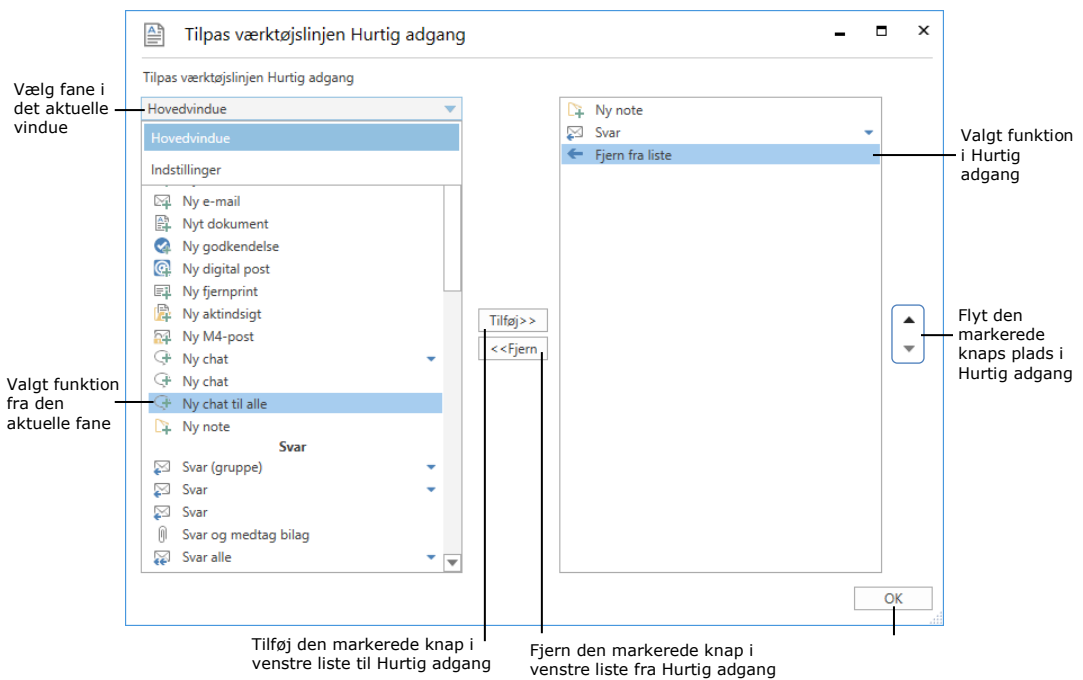 Tilpas værktøjslinjen Hurtig adgang
Tilpas værktøjslinjen Hurtig adgang
Vælg fane i
det aktuelle
vindue
Hovedvindue
Hovedvindue
Indstillinger
Ny e-mail
Nyt dokument
Ny godkendelse
Ny digital post
Ny fjernprint
Ny aktindsigt
Ny M4-post
Ny chat
Ny chat
Ny chat til alle
Ny note
Svar
Svar (gruppe)
Svar
Svar
Svar og medtag bilag
Svar alle
Valgt funktion
fra den
aktuelle fane
Tilføj>>
<<Fjern
Ny note
Svar
Fjern fra liste
Valgt funktion
i Hurtig
adgang
Flyt den
markerede
knaps plads i
Hurtig adgang
OK
Tilføj den markerede knap i
venstre liste til Hurtig adgang
Fjern den markerede knap i
venstre liste fra Hurtig adgang